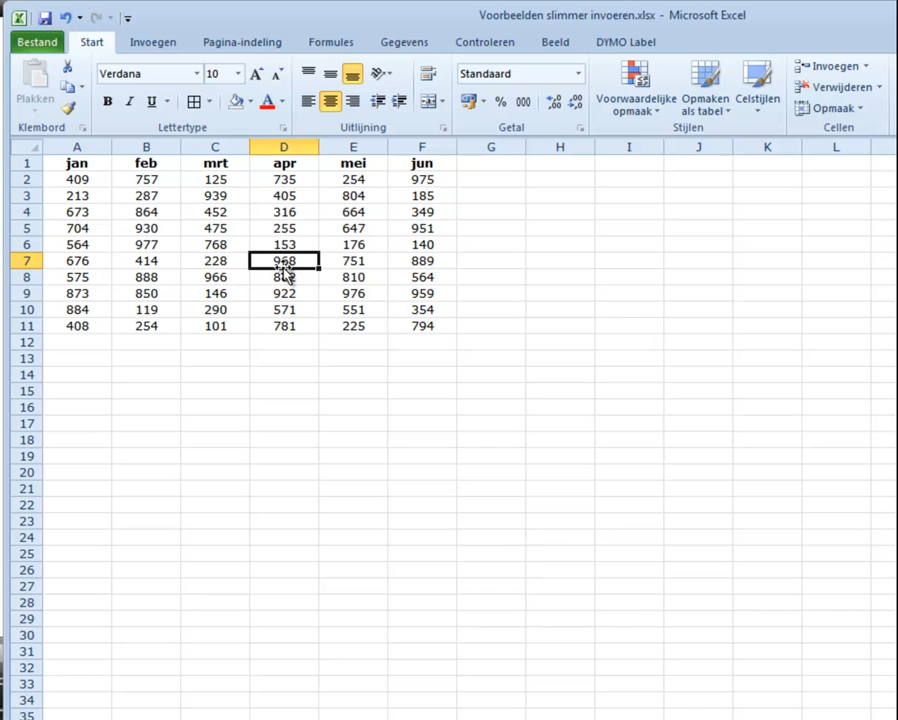 Voorbeelden slimmer invoeren.xlsx - Microsoft Excel
Bestand Start Invoegen Pagina-indeling Formules Gegevens Controleren Beeld DYMO Label
Plakken
Verdana 10 A A
B I U A
Standaard
% 000 ,0 ,00 ,00 ,0
Voorwaardelijke opmaak
Opmaken als tabel
Celstijlen
Invoegen
Verwijderen
Opmaak
Klembord Lettertype Uitlijning Getal Stijlen Cellen
A B C D E F G H I J K L
1 jan feb mrt apr mei jun
2 409 757 125 735 254 975
3 213 287 939 405 804 185
4 673 864 452 316 664 349
5 704 930 475 255 647 951
6 564 977 768 153 176 140
7 676 414 228 968 751 889
8 575 888 966 810 564
9 873 850 146 922 976 959
10 884 119 290 571 551 354
11 408 254 101 781 225 794
12
13
14
15
16
17
18
19
20
21
22
23
24
25
26
27
28
29
30
31
32
33
34
35